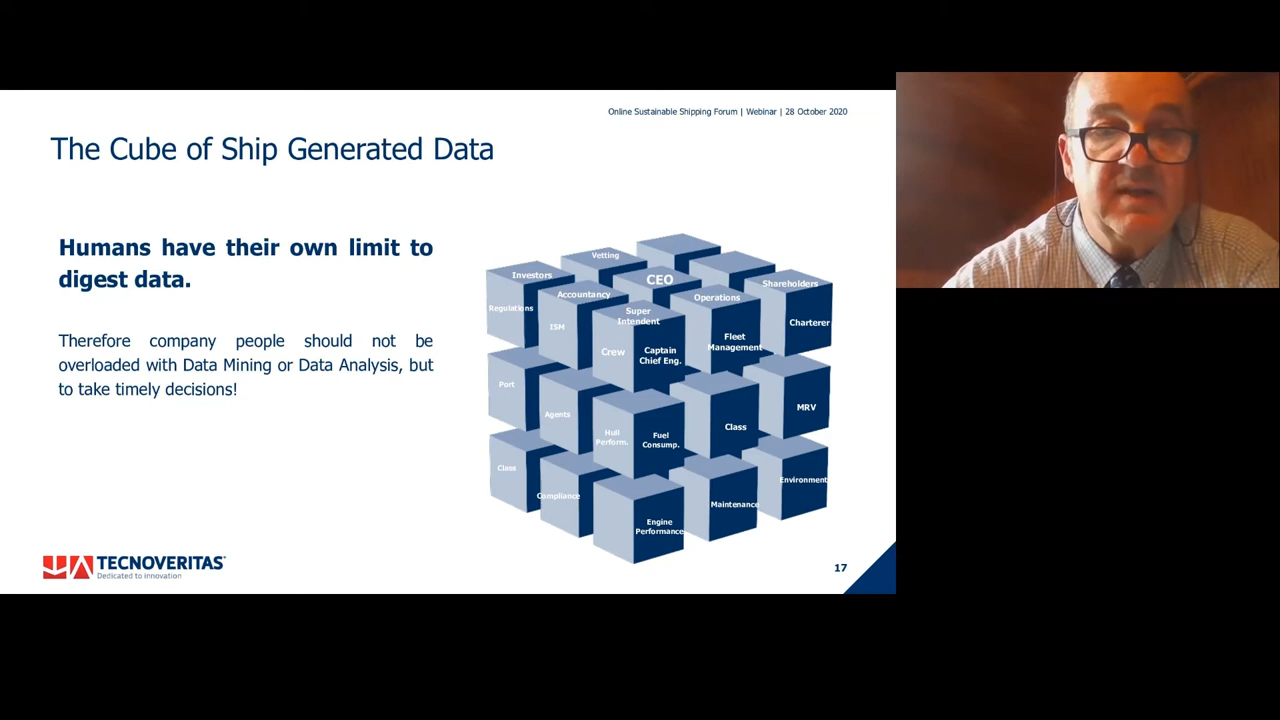 Online Sustainable Shipping Forum | Webinar | 28 October 2020
The Cube of Ship Generated Data
Humans have their own limit to
digest data.
Therefore company people should not be
overloaded with Data Mining or Data Analysis, but
to take timely decisions!
Vetting
Investors
CEO
Shareholders
Accountancy
Operations
Regulations
Super
Intendent
ISM
Charterer
Fleet
Management
Crew
Captain
Chief Eng.
Port
MRV
Agents
Class
Hull
Perform.
Fuel
Consump.
Class
Environment
Compliance
Maintenance
Engine
Performance
TECNOVERITAS
Dedicated to innovation
17